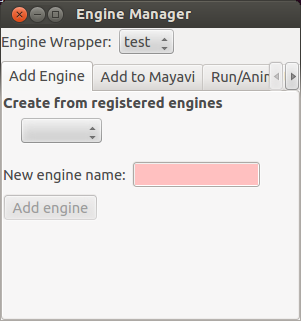 Engine Manager
Engine Wrapper: test
Add Engine Add to Mayavi Run/Anir
Create from registered engines
New engine name:
Add engine